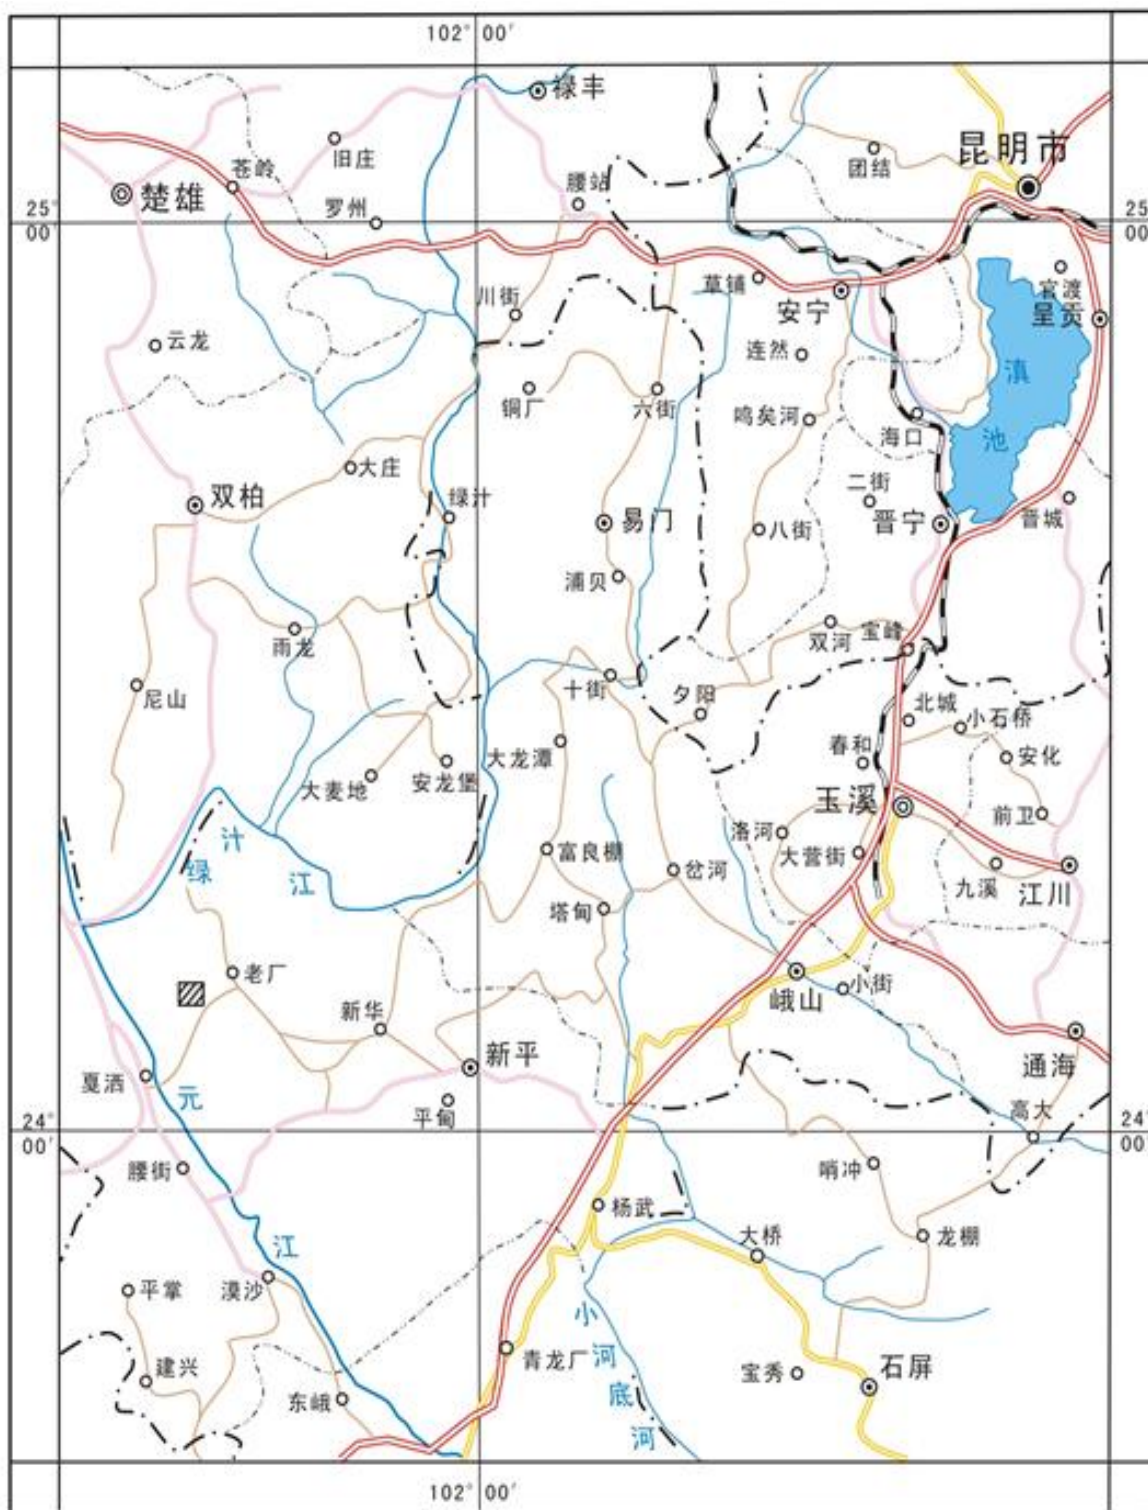 102° 00′
禄丰
昆明市
旧庄
团结
苍岭
楚雄
腰站
罗州
25°
00′
25
00′
草铺
官渡
川街
安宁
呈贡
云龙
连然
滇
铜厂
六街
鸣矣河
海口
池
大庄
双柏
绿汁
二街
易门
八街
晋宁
晋城
浦贝
双河
宝峰
雨龙
尼山
十街
夕阳
北城
小石桥
大龙潭
春和
安化
大麦地
安龙堡
玉溪
前卫
汁
洛河
绿
江
富良棚
大营街
岔河
九溪
江川
塔甸
老厂
峨山
小街
新华
新平
通海
戛洒
元
平甸
高大
24°
00′
24°
00′
腰街
哨冲
杨武
江
大桥
龙棚
平掌
漠沙
小
建兴
青龙厂
河
宝秀
石屏
东峨
底
河
102° 00′